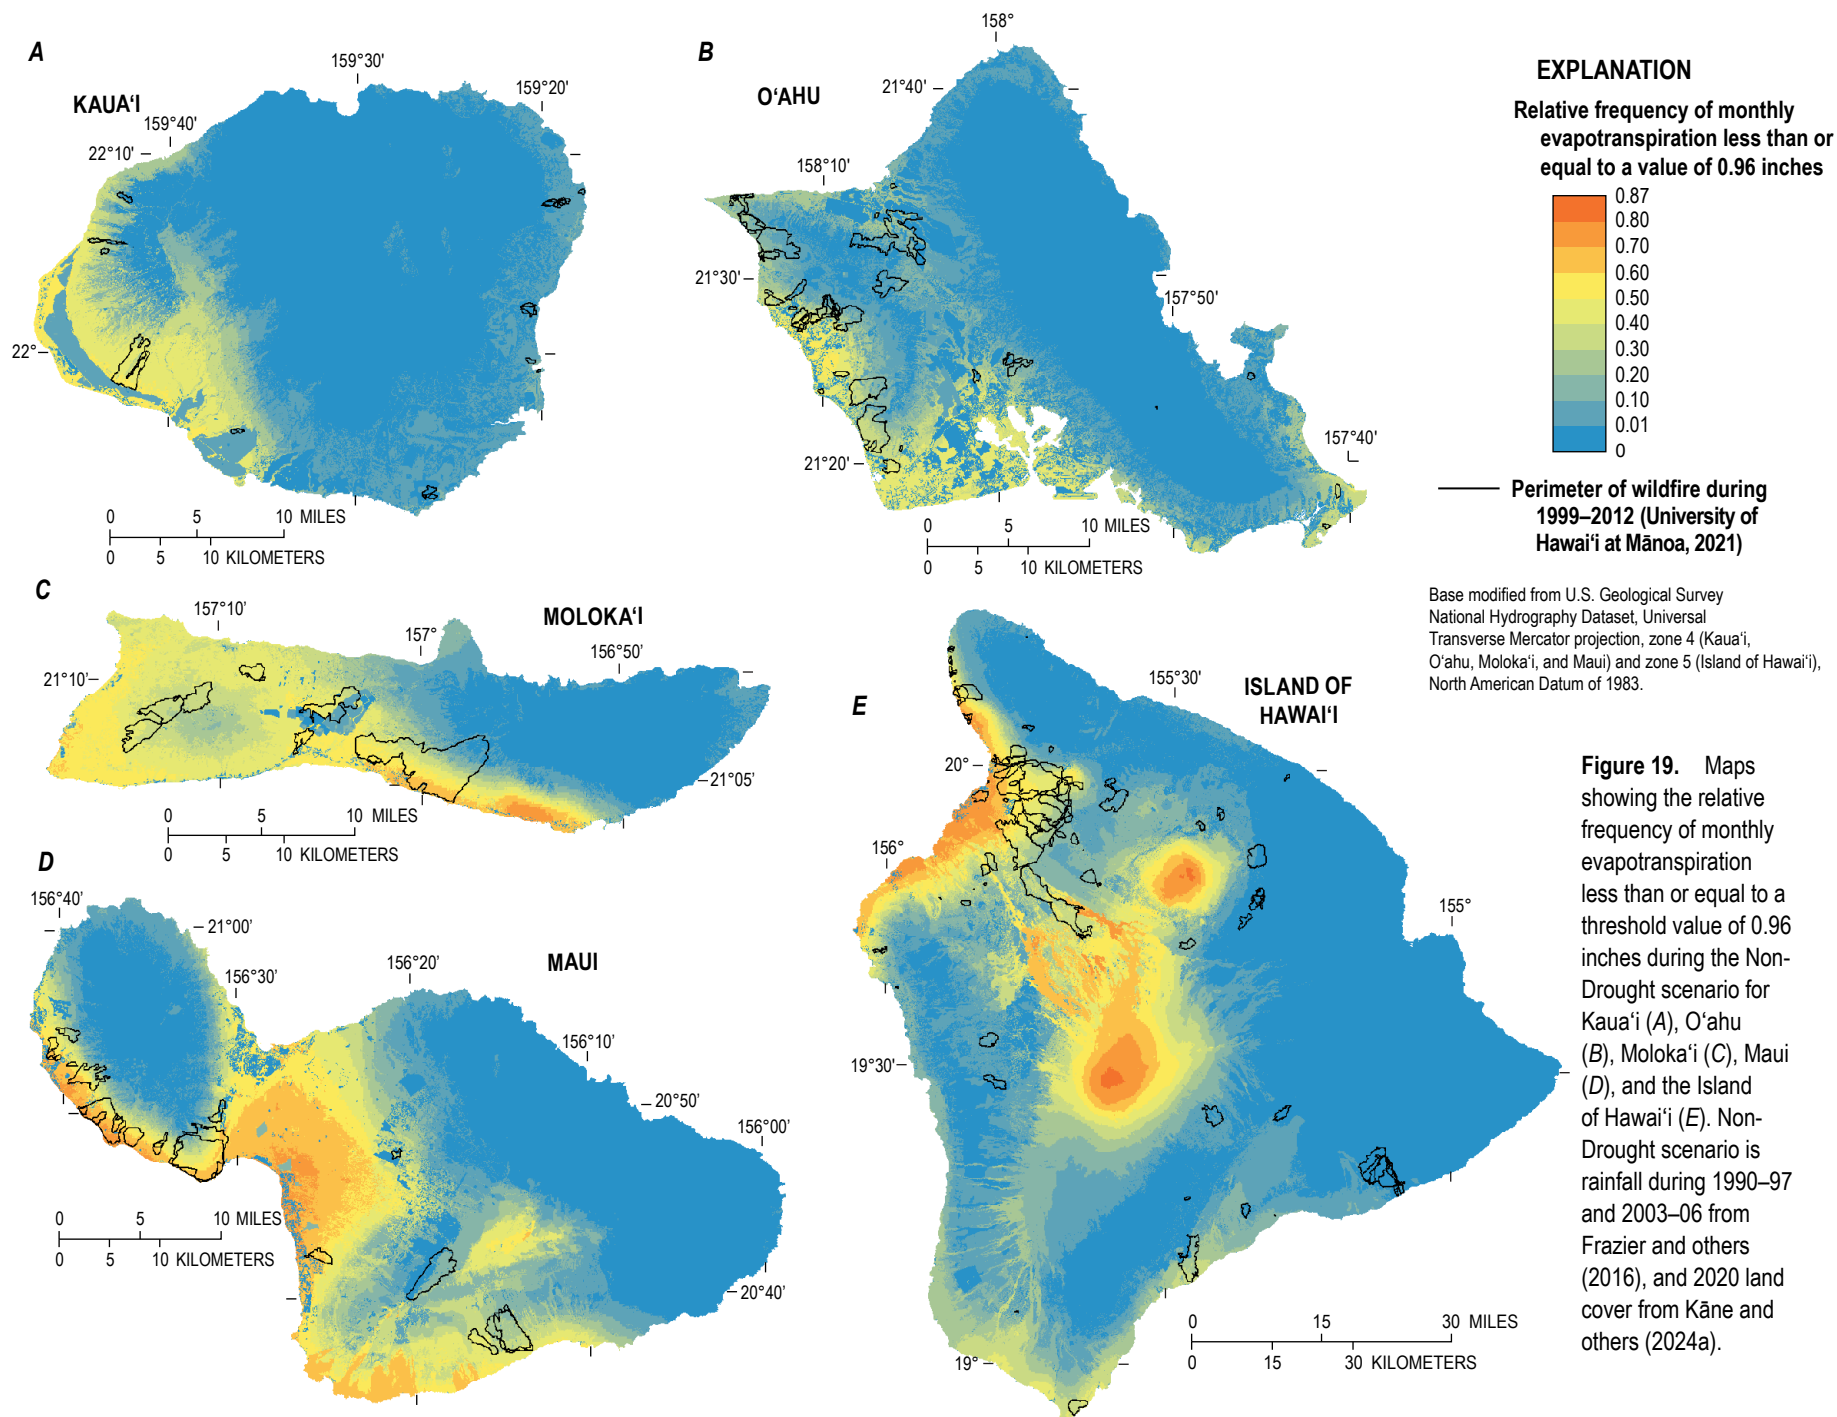 A
KAUAʻI
159°30'
159°20'
159°40'
22°10'
22°
0 5 10 MILES
0 5 10 KILOMETERS
B
OʻAHU
158°
21°40'
158°10'
21°30'
157°50'
157°40'
21°20'
0 5 10 MILES
0 5 10 KILOMETERS
EXPLANATION
Relative frequency of monthly
evapotranspiration less than or
equal to a value of 0.96 inches
0.87
0.80
0.70
0.60
0.50
0.40
0.30
0.20
0.10
0.01
0
Perimeter of wildfire during
1999–2012 (University of
Hawaiʻi at Mānoa, 2021)
Base modified from U.S. Geological Survey
National Hydrography Dataset, Universal
Transverse Mercator projection, zone 4 (Kauaʻi,
Oʻahu, Molokaʻi, and Maui) and zone 5 (Island of Hawaiʻi),
North American Datum of 1983.
C
MOLOKAʻI
157°10'
157°
156°50'
21°10'
21°05'
0 5 10 MILES
0 5 10 KILOMETERS
D
MAUI
156°40'
21°00'
156°30'
156°20'
156°10'
20°50'
156°00'
20°40'
0 5 10 MILES
0 5 10 KILOMETERS
E
ISLAND OF
HAWAIʻI
155°30'
20°
156°
155°
19°30'
19°
0 15 30 MILES
0 15 30 KILOMETERS
Figure 19. Maps
showing the relative
frequency of monthly
evapotranspiration
less than or equal to a
threshold value of 0.96
inches during the Non-
Drought scenario for
Kauaʻi (A), Oʻahu
(B), Molokaʻi (C), Maui
(D), and the Island
of Hawaiʻi (E). Non-
Drought scenario is
rainfall during 1990–97
and 2003–06 from
Frazier and others
(2016), and 2020 land
cover from Kāne and
others (2024a).